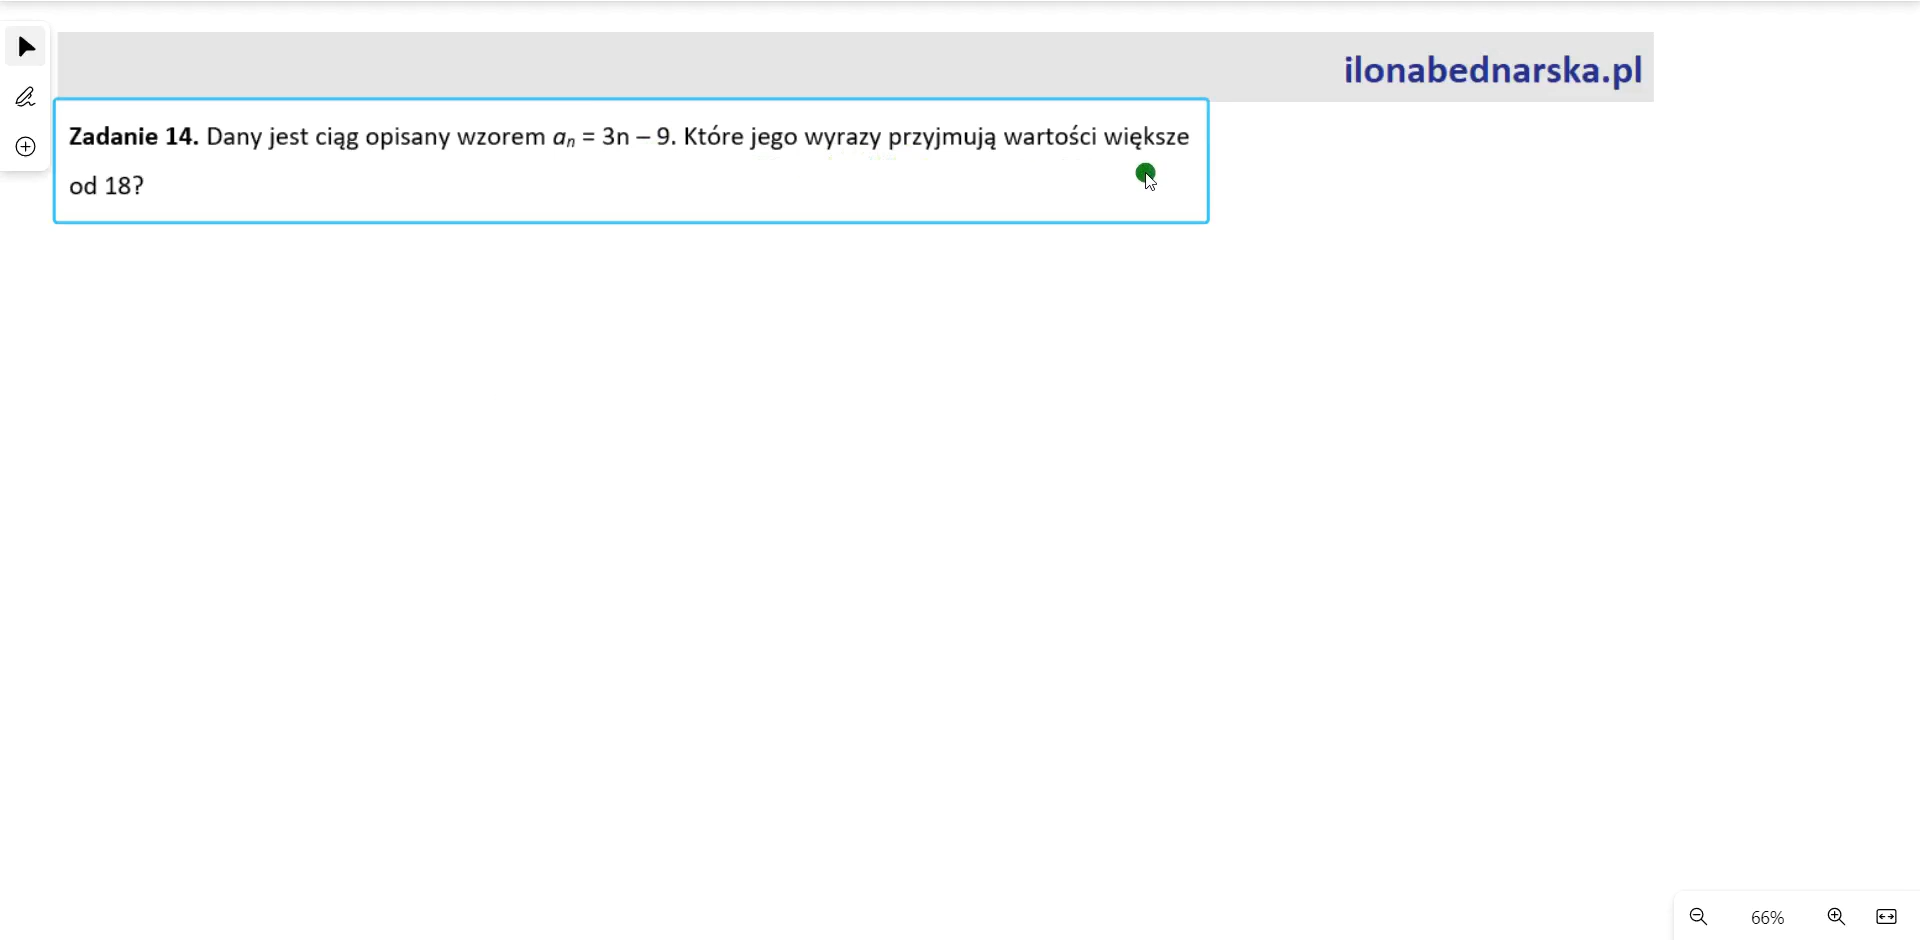 ilonabednarska.pl
Zadanie 14. Dany jest ciąg opisany wzorem aₙ = 3n – 9. Które jego wyrazy przyjmują wartości większe
od 18?
66%